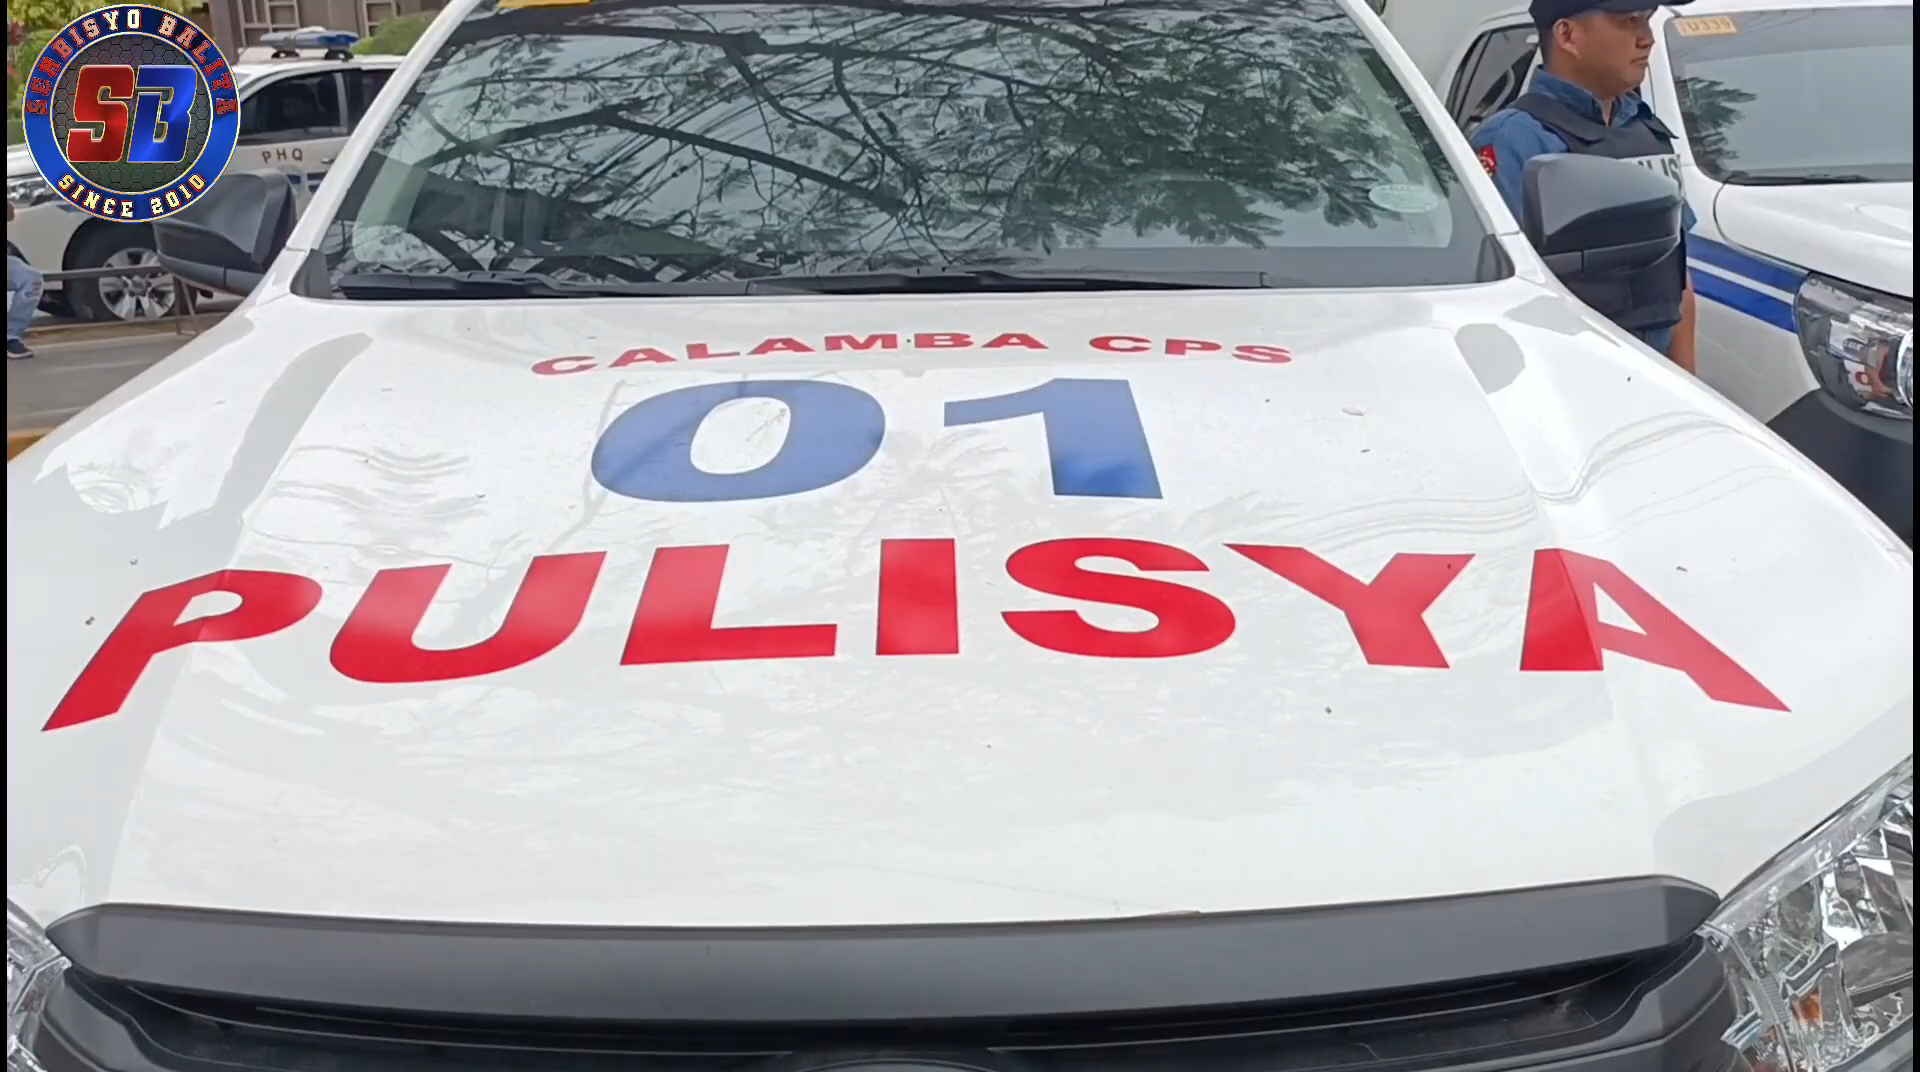 SERBISYO BALITA
SB
SINCE 2010
PHQ
CALAMBA CPS
01
PULISYA